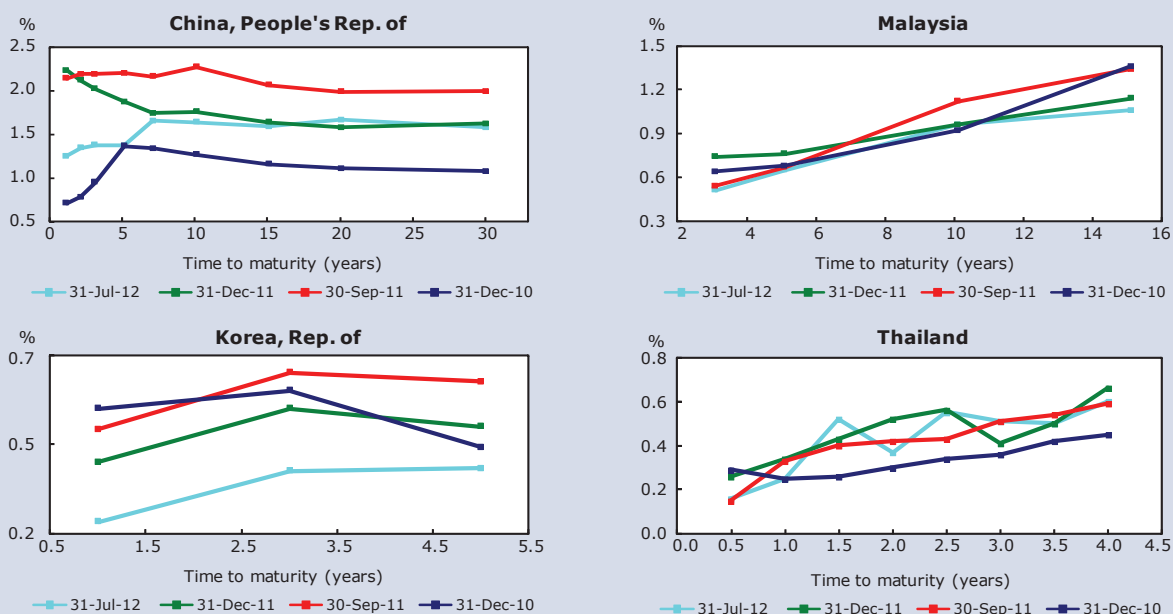 China, People's Rep. of
%
2.5
2.0
1.5
1.0
0.5
0 5 10 15 20 25 30
Time to maturity (years)
31-Jul-12 31-Dec-11 30-Sep-11 31-Dec-10
Malaysia
%
1.5
1.2
0.9
0.6
0.3
2 4 6 8 10 12 14 16
Time to maturity (years)
31-Jul-12 31-Dec-11 30-Sep-11 31-Dec-10
Korea, Rep. of
%
0.7
0.5
0.2
0.5 1.5 2.5 3.5 4.5 5.5
Time to maturity (years)
31-Jul-12 31-Dec-11 30-Sep-11 31-Dec-10
Thailand
%
0.8
0.6
0.4
0.2
0.0
0.0 0.5 1.0 1.5 2.0 2.5 3.0 3.5 4.0
Time to maturity (years)
31-Jul-12 31-Dec-11 30-Sep-11 31-Dec-10